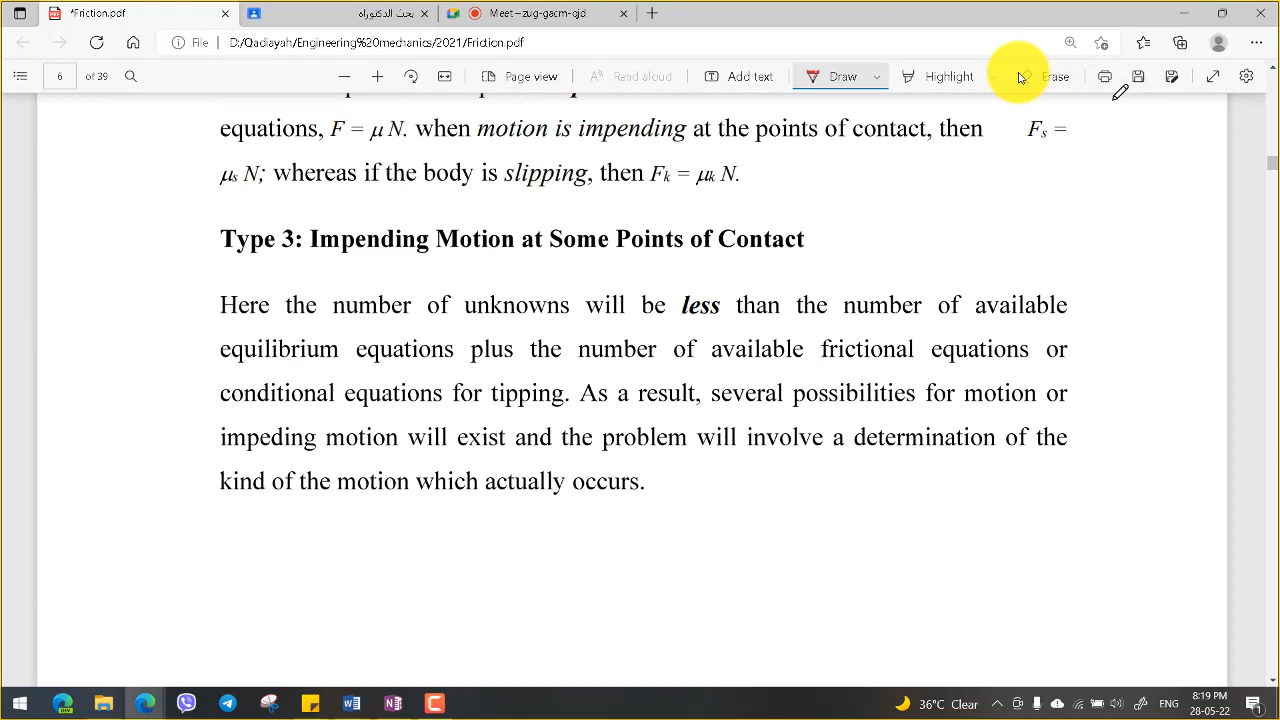 *Friction.pdf
بحث الدكتوراه
Meet – zug-gacm-qjd
File
D:/Qadiayah/Engineering%20mechanics/2021/Friction.pdf
6 of 39
Page view
Read aloud
Add text
Draw
Highlight
Erase
equations, F = μ N. when motion is impending at the points of contact, then Fs =
μs N; whereas if the body is slipping, then Fk = μk N.
Type 3: Impending Motion at Some Points of Contact
Here the number of unknowns will be less than the number of available
equilibrium equations plus the number of available frictional equations or
conditional equations for tipping. As a result, several possibilities for motion or
impeding motion will exist and the problem will involve a determination of the
kind of the motion which actually occurs.
36°C Clear
ENG
8:19 PM
28-05-22